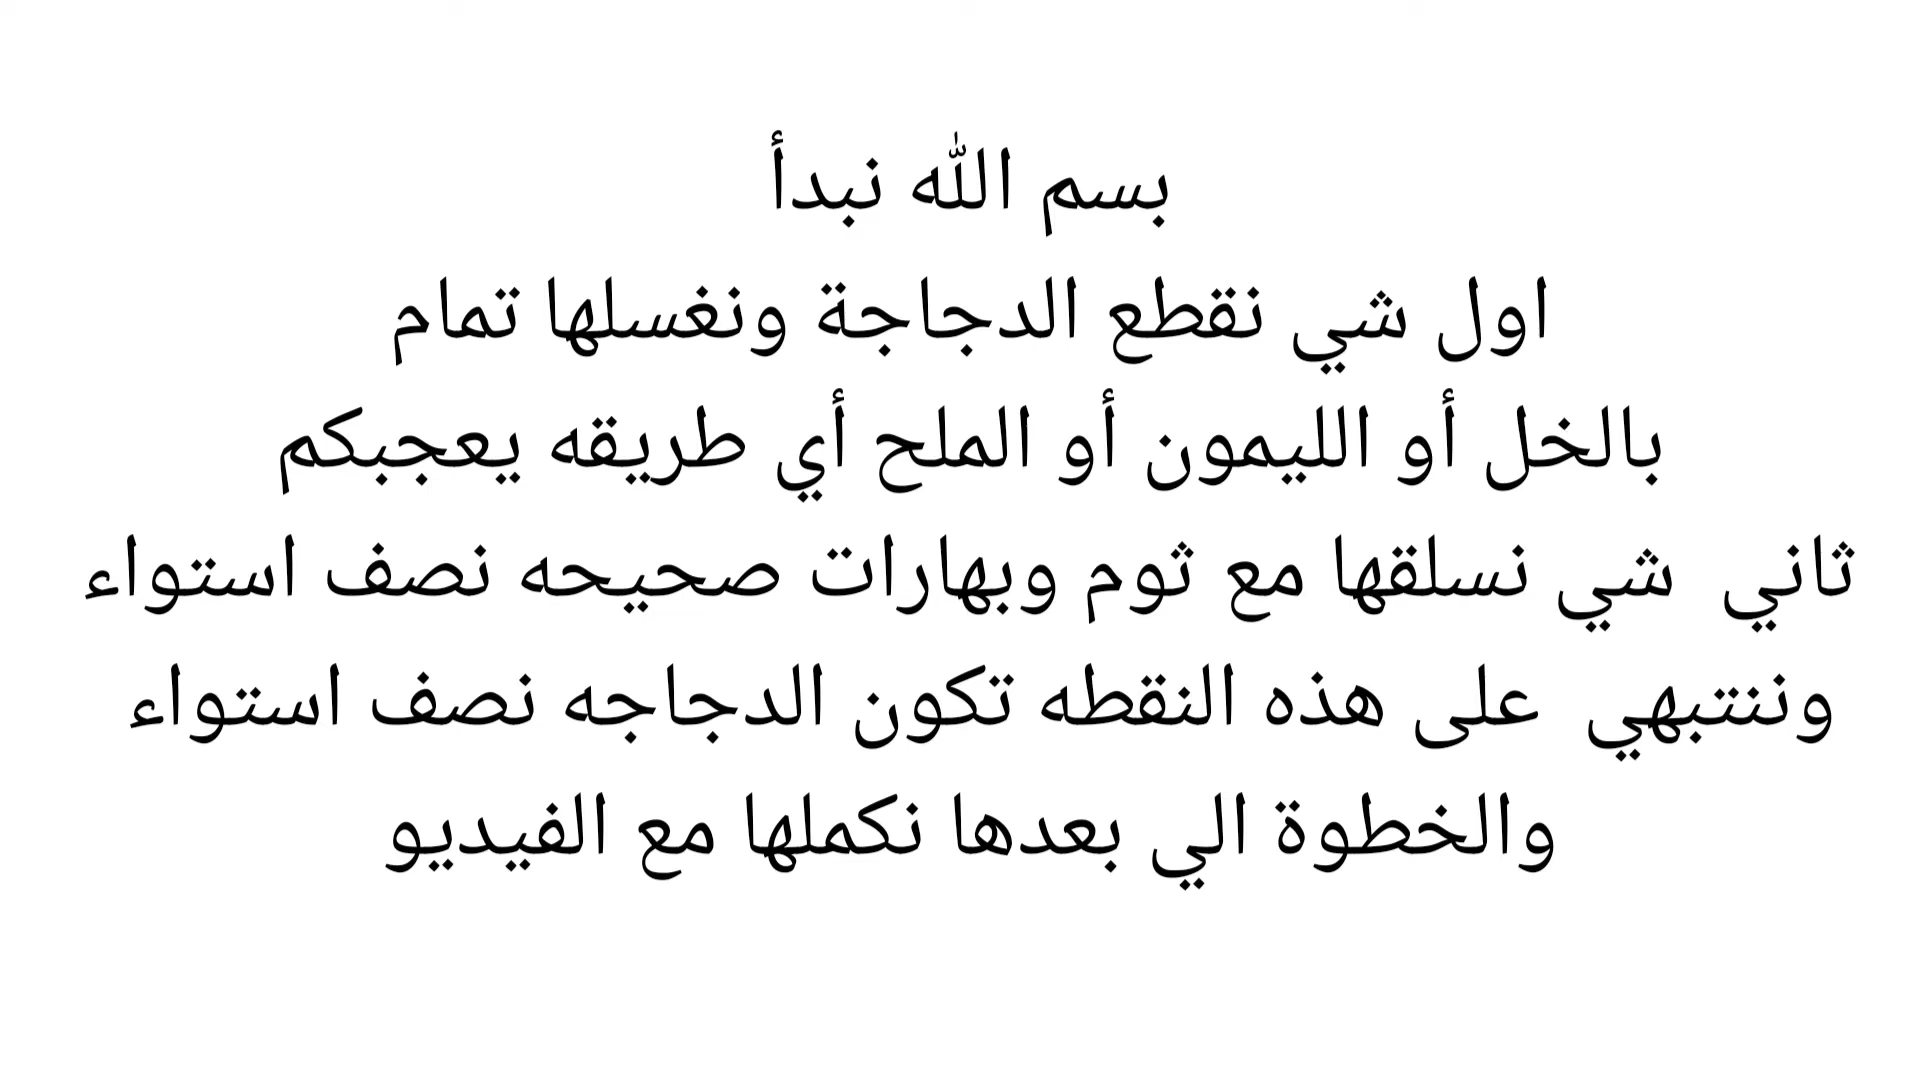 بسم الله نبدأ
اول شي نقطع الدجاجة ونغسلها تمام
بالخل أو الليمون أو الملح أي طريقه يعجبكم
ثاني شي نسلقها مع ثوم وبهارات صحيحه نصف استواء
وننتبهي على هذه النقطه تكون الدجاجه نصف استواء
والخطوة الي بعدها نكملها مع الفيديو